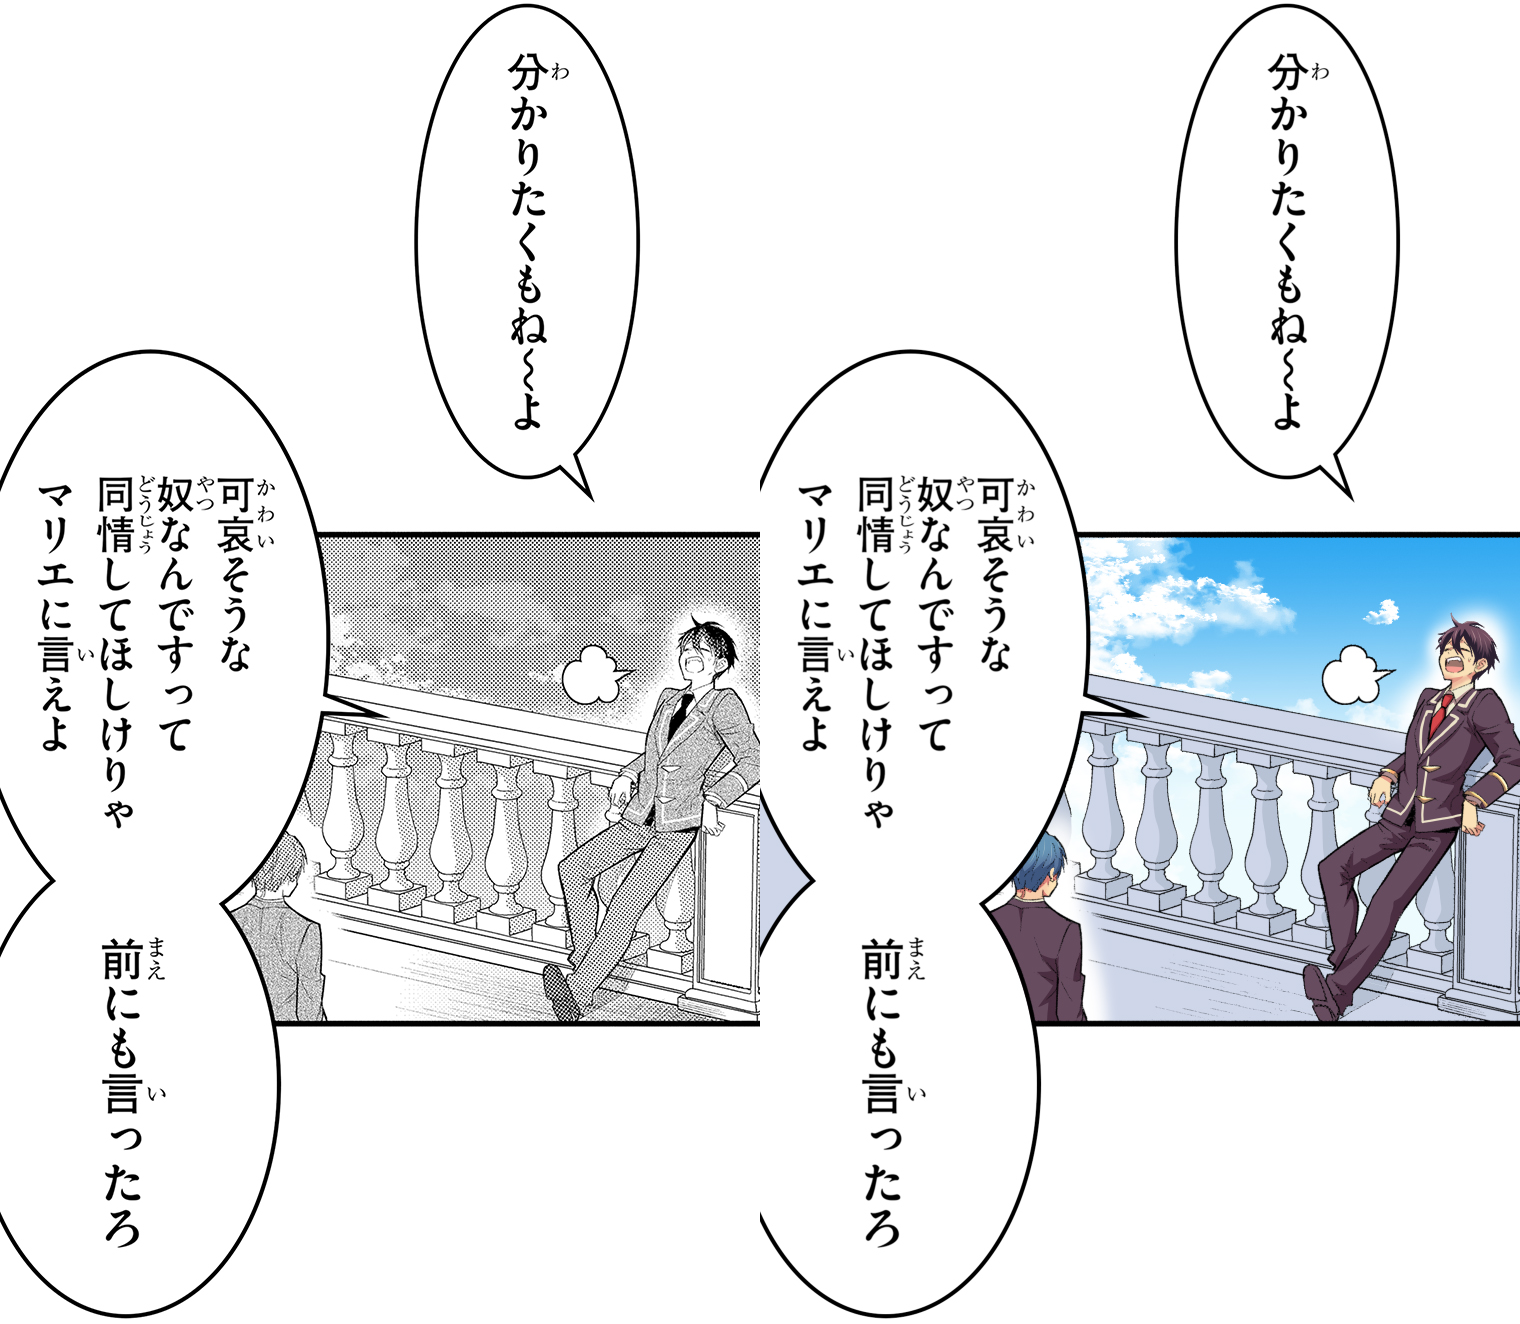 分かりたくもね〜よ
可哀そうな
奴なんですって
同情してほしけりゃ
マリエに言えよ
前にも言ったろ
分かりたくもね〜よ
可哀そうな
奴なんですって
同情してほしけりゃ
マリエに言えよ
前にも言ったろ